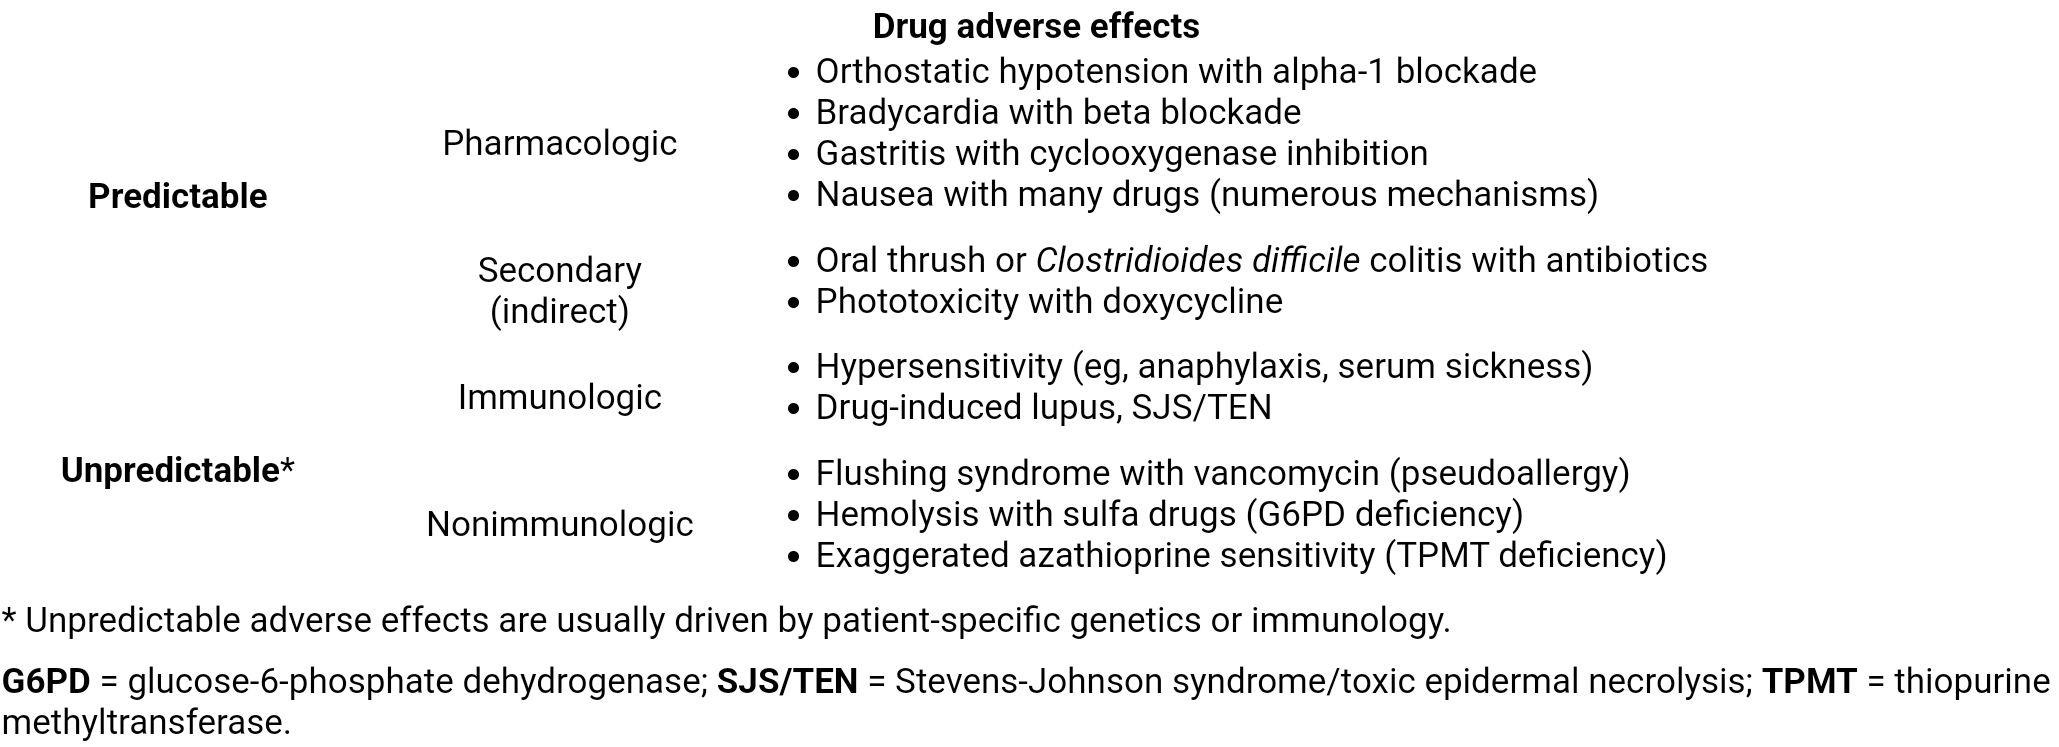 Drug adverse effects
Predictable
Pharmacologic
• Orthostatic hypotension with alpha-1 blockade
• Bradycardia with beta blockade
• Gastritis with cyclooxygenase inhibition
• Nausea with many drugs (numerous mechanisms)
Secondary
(indirect)
• Oral thrush or Clostridioides difficile colitis with antibiotics
• Phototoxicity with doxycycline
Unpredictable*
Immunologic
• Hypersensitivity (eg, anaphylaxis, serum sickness)
• Drug-induced lupus, SJS/TEN
Nonimmunologic
• Flushing syndrome with vancomycin (pseudoallergy)
• Hemolysis with sulfa drugs (G6PD deficiency)
• Exaggerated azathioprine sensitivity (TPMT deficiency)
* Unpredictable adverse effects are usually driven by patient-specific genetics or immunology.
G6PD = glucose-6-phosphate dehydrogenase; SJS/TEN = Stevens-Johnson syndrome/toxic epidermal necrolysis; TPMT = thiopurine
methyltransferase.